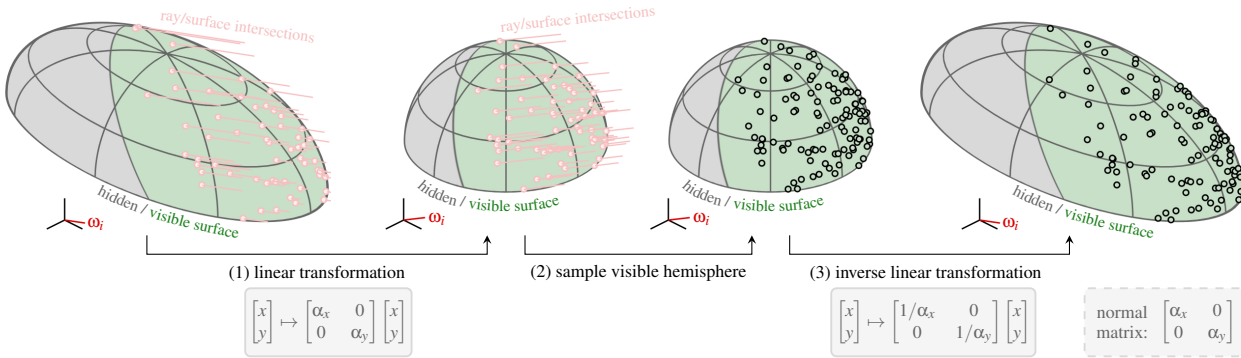 ray/surface intersections
ray/surface intersections
hidden / visible surface
hidden / visible surface
hidden / visible surface
hidden / visible surface
ωi
ωi
ωi
ωi
(1) linear transformation
(2) sample visible hemisphere
(3) inverse linear transformation
[x y] ↦ [αx 0 0 αy] [x y]
[x y] ↦ [1/αx 0 0 1/αy] [x y]
normal matrix: [αx 0 0 αy]